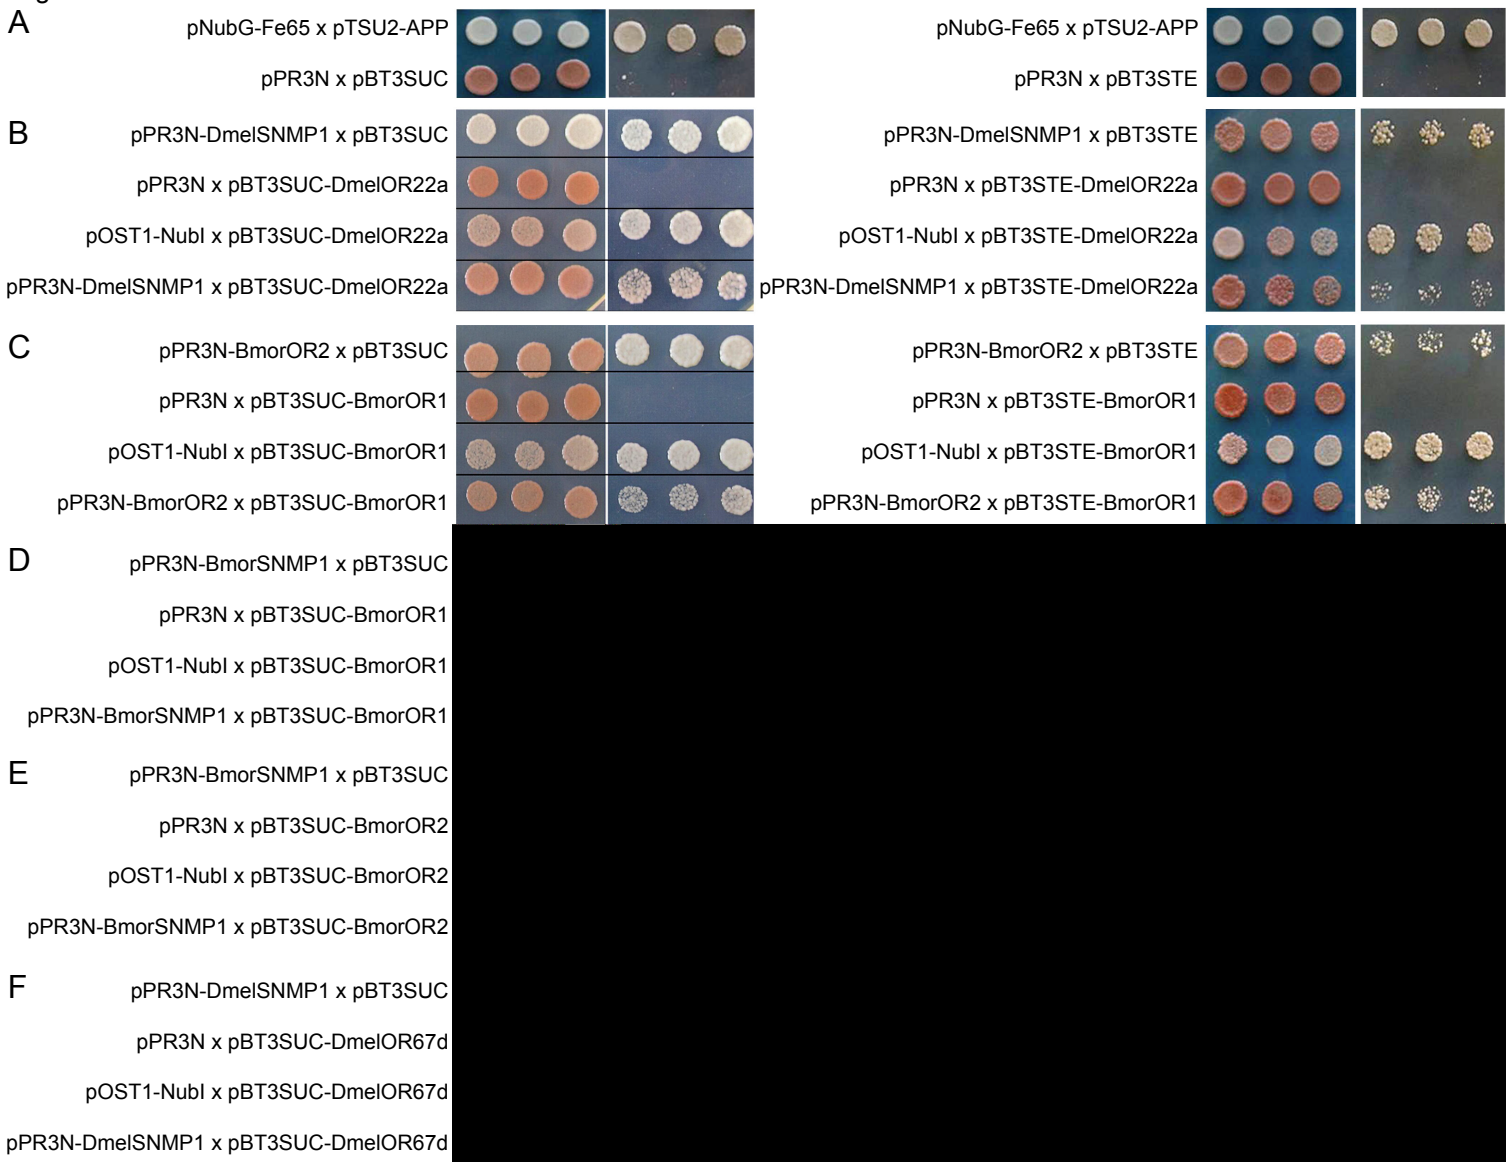 A
pNubG-Fe65 x pTSU2-APP
pNubG-Fe65 x pTSU2-APP
pPR3N x pBT3SUC
pPR3N x pBT3STE
B
pPR3N-DmelSNMP1 x pBT3SUC
pPR3N-DmelSNMP1 x pBT3STE
pPR3N x pBT3SUC-DmelOR22a
pPR3N x pBT3STE-DmelOR22a
pOST1-NubI x pBT3SUC-DmelOR22a
pOST1-NubI x pBT3STE-DmelOR22a
pPR3N-DmelSNMP1 x pBT3SUC-DmelOR22a
pPR3N-DmelSNMP1 x pBT3STE-DmelOR22a
C
pPR3N-BmorOR2 x pBT3SUC
pPR3N-BmorOR2 x pBT3STE
pPR3N x pBT3SUC-BmorOR1
pPR3N x pBT3STE-BmorOR1
pOST1-NubI x pBT3SUC-BmorOR1
pOST1-NubI x pBT3STE-BmorOR1
pPR3N-BmorOR2 x pBT3SUC-BmorOR1
pPR3N-BmorOR2 x pBT3STE-BmorOR1
D
pPR3N-BmorSNMP1 x pBT3SUC
pPR3N x pBT3SUC-BmorOR1
pOST1-NubI x pBT3SUC-BmorOR1
pPR3N-BmorSNMP1 x pBT3SUC-BmorOR1
E
pPR3N-BmorSNMP1 x pBT3SUC
pPR3N x pBT3SUC-BmorOR2
pOST1-NubI x pBT3SUC-BmorOR2
pPR3N-BmorSNMP1 x pBT3SUC-BmorOR2
F
pPR3N-DmelSNMP1 x pBT3SUC
pPR3N x pBT3SUC-DmelOR67d
pOST1-NubI x pBT3SUC-DmelOR67d
pPR3N-DmelSNMP1 x pBT3SUC-DmelOR67d